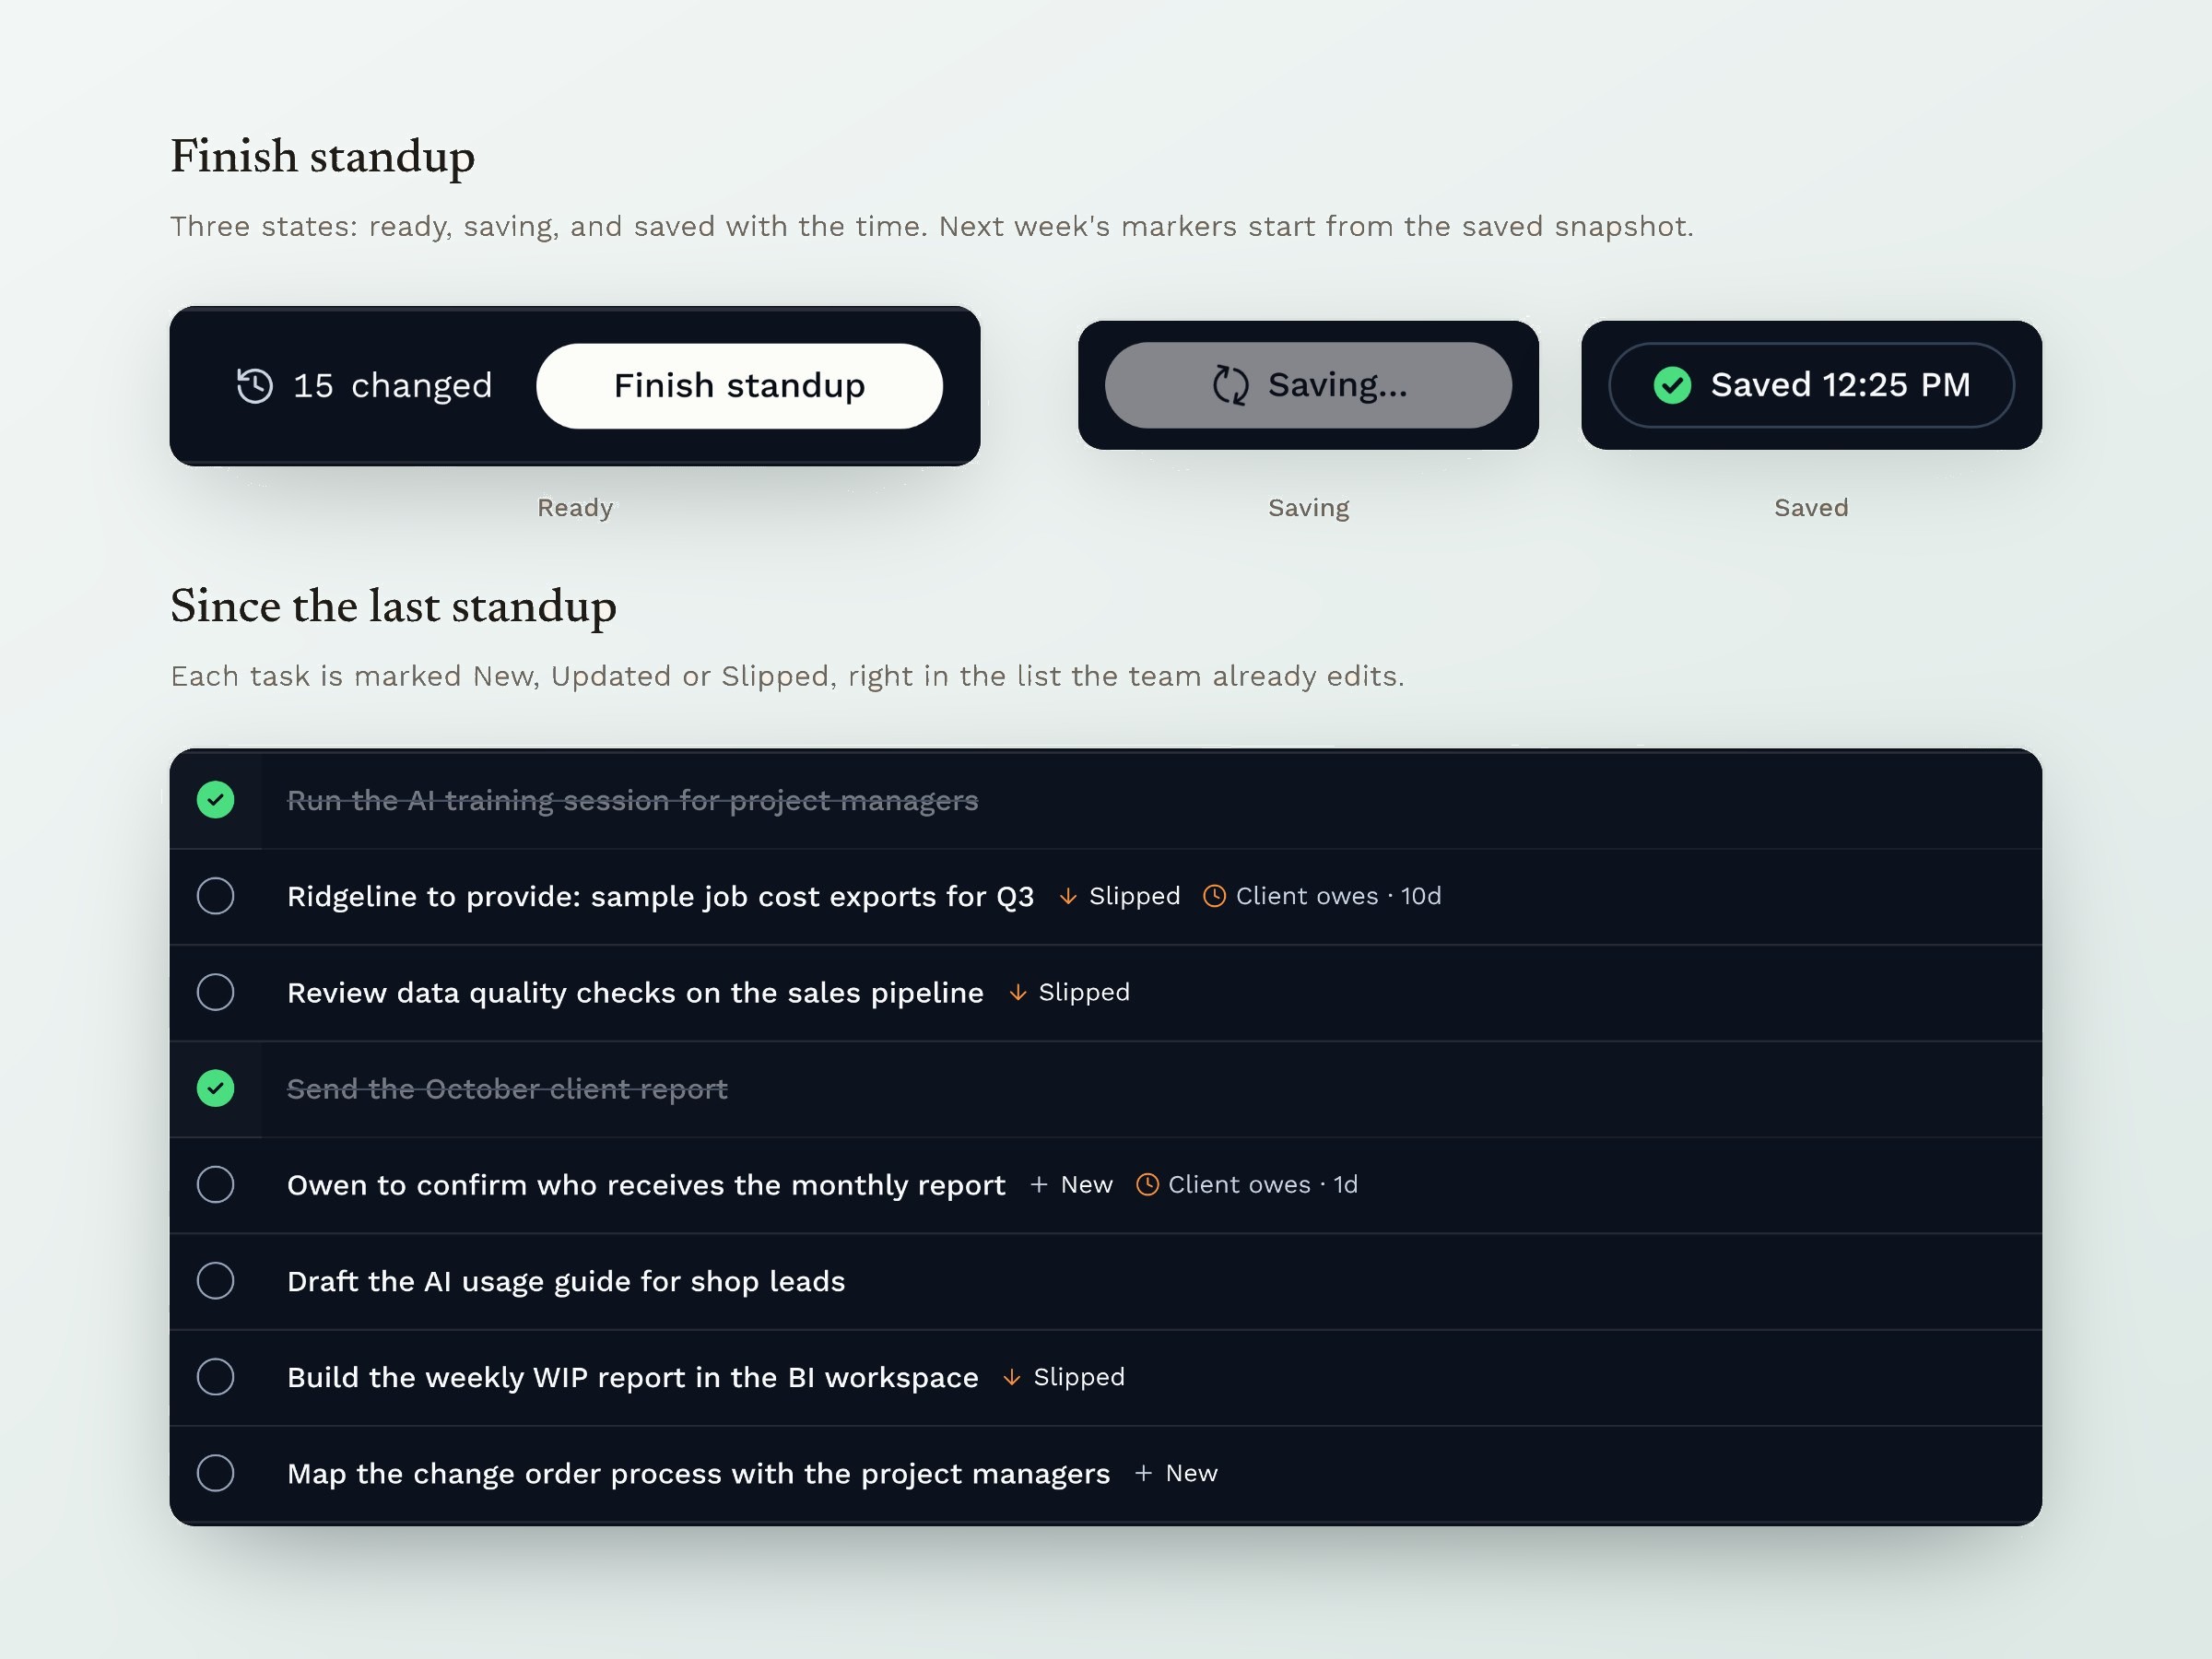 Finish standup
Three states: ready, saving, and saved with the time. Next week's markers start from the saved snapshot.
15 changed
Finish standup
Saving...
Saved 12:25 PM
Ready
Saving
Saved
Since the last standup
Each task is marked New, Updated or Slipped, right in the list the team already edits.
Run the AI training session for project managers
Ridgeline to provide: sample job cost exports for Q3 ↓ Slipped Client owes · 10d
Review data quality checks on the sales pipeline ↓ Slipped
Send the October client report
Owen to confirm who receives the monthly report + New Client owes · 1d
Draft the AI usage guide for shop leads
Build the weekly WIP report in the BI workspace ↓ Slipped
Map the change order process with the project managers + New